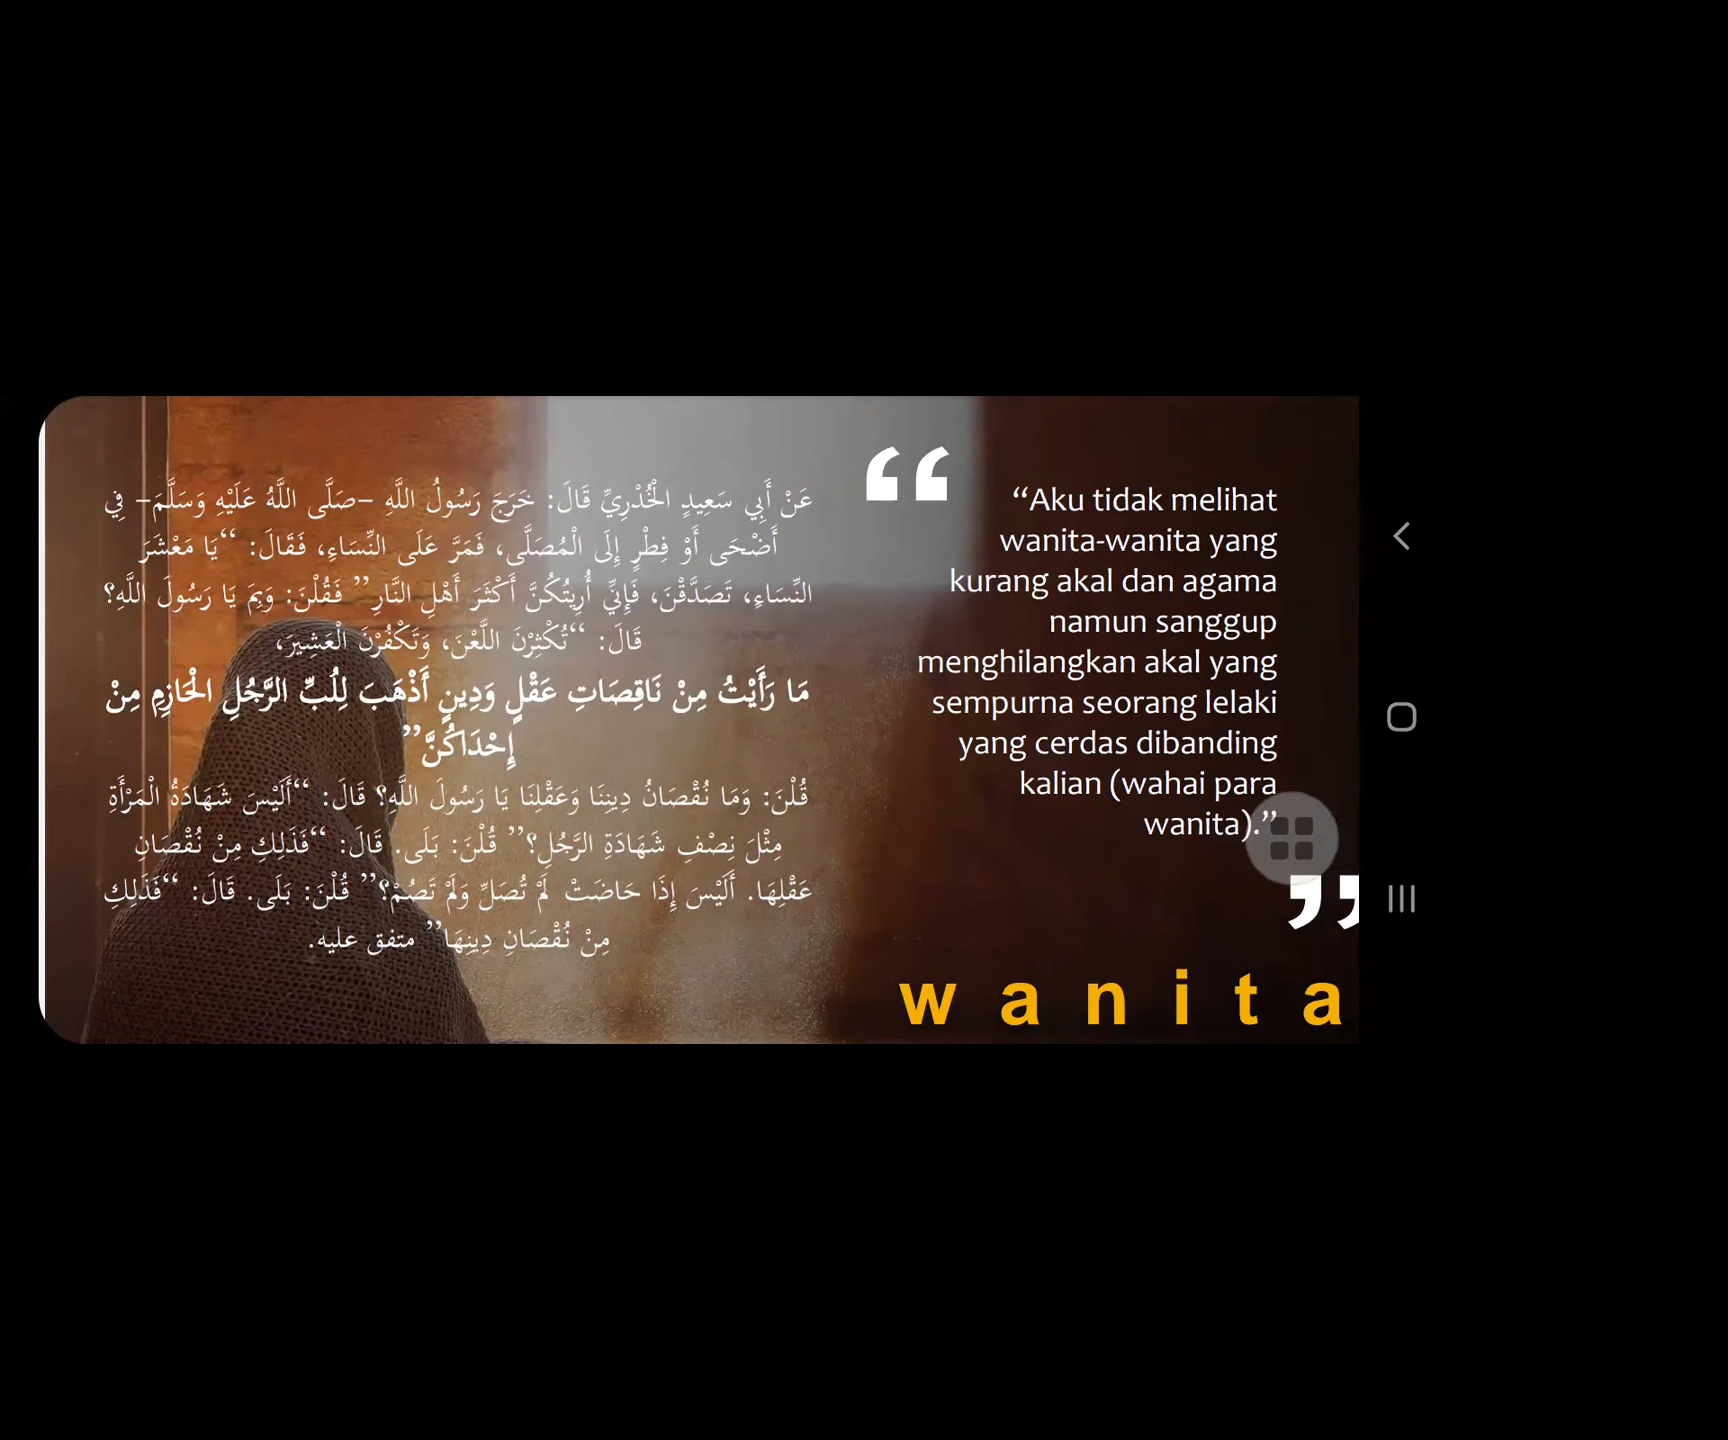 عَنْ أَبِي سَعِيدٍ الْخُدْرِيِّ قَالَ: خَرَجَ رَسُولُ اللَّهِ –صَلَّى اللَّهُ عَلَيْهِ وَسَلَّمَ– فِي
أَضْحَى أَوْ فِطْرٍ إِلَى الْمُصَلَّى، فَمَرَّ عَلَى النِّسَاءِ، فَقَالَ: “يَا مَعْشَرَ
النِّسَاءِ، تَصَدَّقْنَ، فَإِنِّي أُرِيتُكُنَّ أَكْثَرَ أَهْلِ النَّارِ” فَقُلْنَ: وَبِمَ يَا رَسُولَ اللَّهِ؟
قَالَ: “تُكْثِرْنَ اللَّعْنَ، وَتَكْفُرْنَ الْعَشِيرَ،
مَا رَأَيْتُ مِنْ نَاقِصَاتِ عَقْلٍ وَدِينٍ أَذْهَبَ لِلُبِّ الرَّجُلِ الْحَازِمِ مِنْ
إِحْدَاكُنَّ”
قُلْنَ: وَمَا نُقْصَانُ دِينِنَا وَعَقْلِنَا يَا رَسُولَ اللَّهِ؟ قَالَ: “أَلَيْسَ شَهَادَةُ الْمَرْأَةِ
مِثْلَ نِصْفِ شَهَادَةِ الرَّجُلِ؟” قُلْنَ: بَلَى. قَالَ: “فَذَلِكِ مِنْ نُقْصَانِ
عَقْلِهَا. أَلَيْسَ إِذَا حَاضَتْ لَمْ تُصَلِّ وَلَمْ تَصُمْ؟” قُلْنَ: بَلَى. قَالَ: “فَذَلِكِ
مِنْ نُقْصَانِ دِينِهَا” متفق عليه.
“
“Aku tidak melihat
wanita-wanita yang
kurang akal dan agama
namun sanggup
menghilangkan akal yang
sempurna seorang lelaki
yang cerdas dibanding
kalian (wahai para
wanita).”
”
wanita